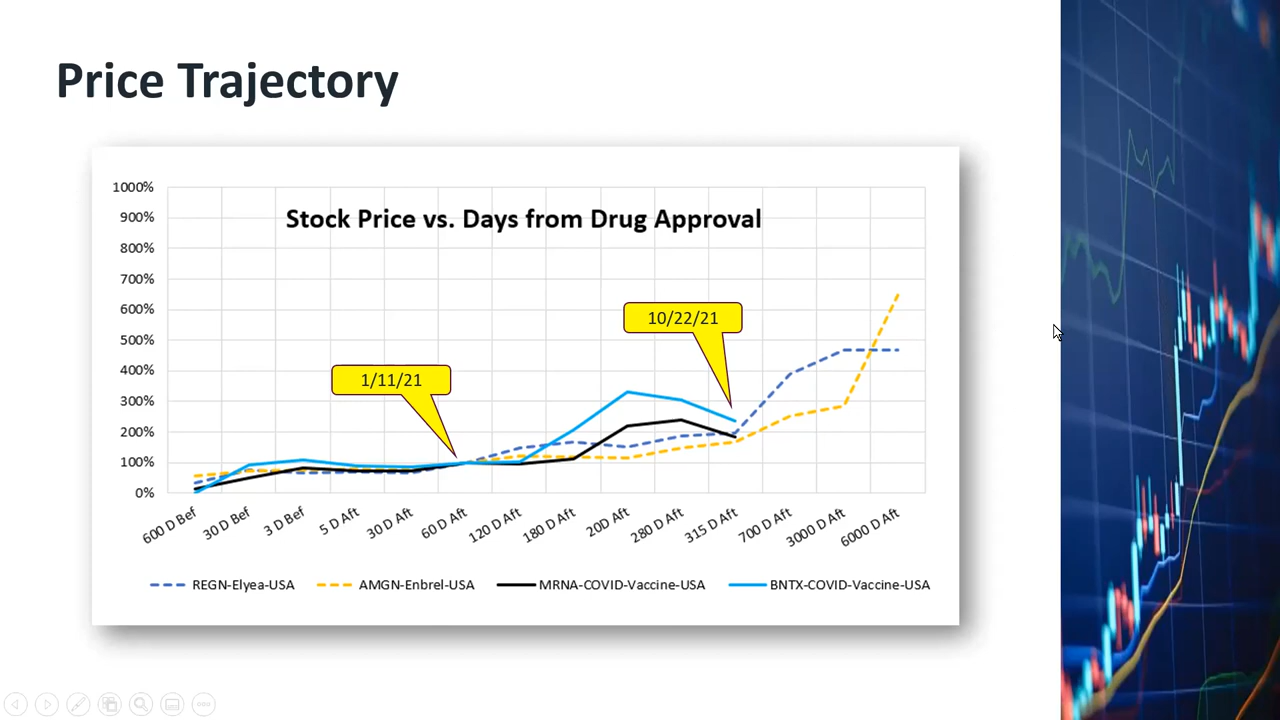 Price Trajectory
Stock Price vs. Days from Drug Approval
1000%
900%
800%
700%
600%
500%
400%
300%
200%
100%
0%
1/11/21
10/22/21
600 D Bef
30 D Bef
3 D Bef
5 D Aft
30 D Aft
60 D Aft
120 D Aft
180 D Aft
20D Aft
280 D Aft
315 D Aft
700 D Aft
3000 D Aft
6000 D Aft
REGN-Elyea-USA
AMGN-Enbrel-USA
MRNA-COVID-Vaccine-USA
BNTX-COVID-Vaccine-USA